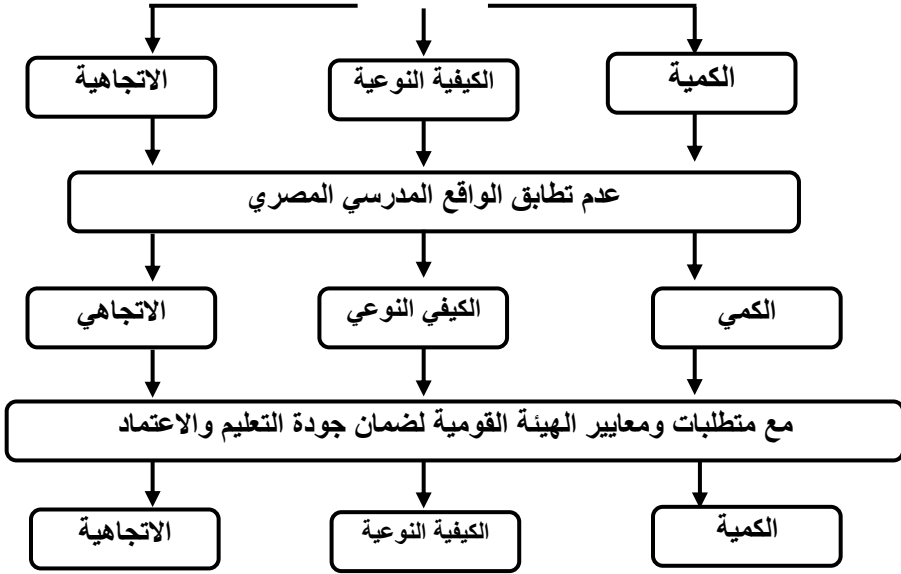 الكمية
الكيفية النوعية
الاتجاهية
عدم تطابق الواقع المدرسي المصري
الكمي
الكيفي النوعي
الاتجاهي
مع متطلبات ومعايير الهيئة القومية لضمان جودة التعليم والاعتماد
الكمية
الكيفية النوعية
الاتجاهية